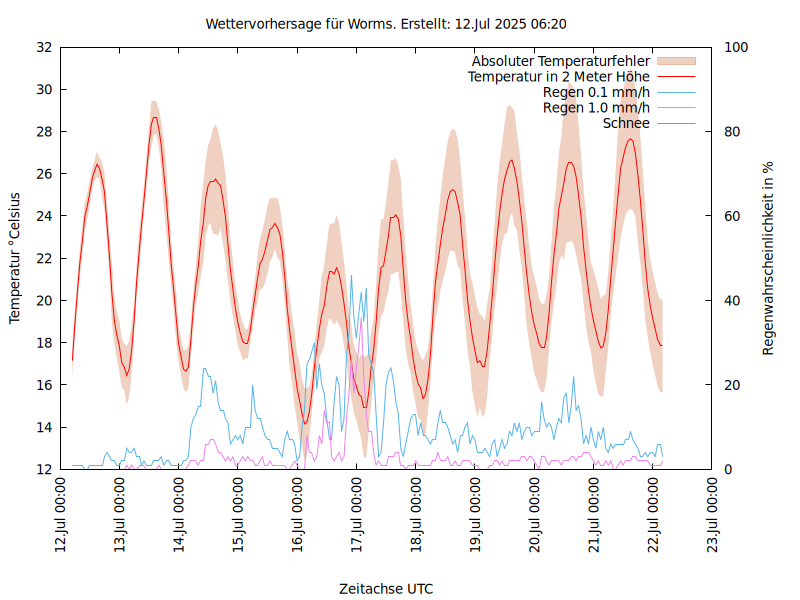 Wettervorhersage für Worms. Erstellt: 12.Jul 2025 06:20
Absoluter Temperaturfehler
Temperatur in 2 Meter Höhe
Regen 0.1 mm/h
Regen 1.0 mm/h
Schnee
Temperatur °Celsius
32
30
28
26
24
22
20
18
16
14
12
100
80
60
40
20
0
Regenwahrscheinlichkeit in %
12.Jul 00:00
13.Jul 00:00
14.Jul 00:00
15.Jul 00:00
16.Jul 00:00
17.Jul 00:00
18.Jul 00:00
19.Jul 00:00
20.Jul 00:00
21.Jul 00:00
22.Jul 00:00
23.Jul 00:00
Zeitachse UTC